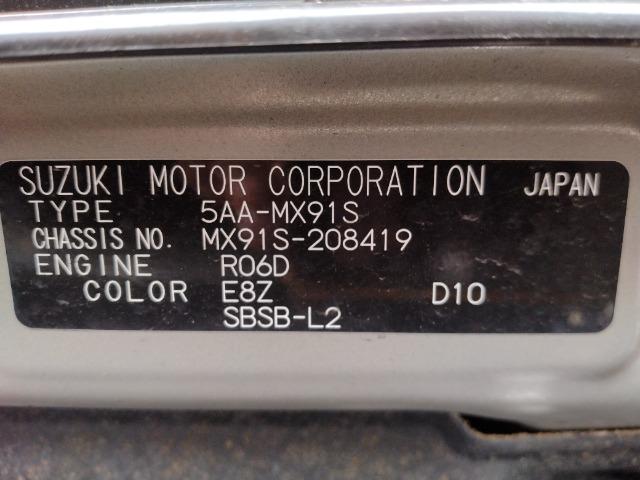 SUZUKI MOTOR CORPORATION JAPAN
TYPE 5AA-MX91S
CHASSIS NO. MX91S-208419
ENGINE R06D
COLOR E8Z D10
SBSB-L2